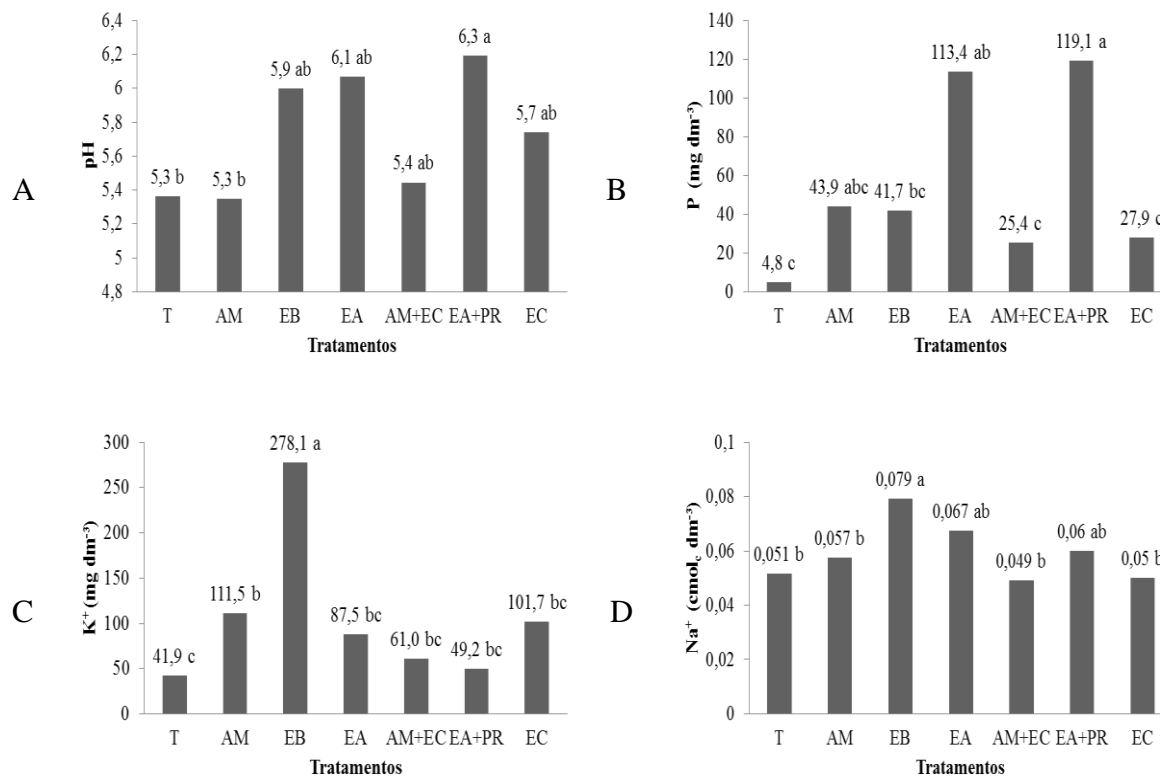 A
pH
6,4
6,2
6
5,8
5,6
5,4
5,2
5
4,8
5,3 b
5,3 b
5,9 ab
6,1 ab
5,4 ab
6,3 a
5,7 ab
T AM EB EA AM+EC EA+PR EC
Tratamentos
B
P (mg dm⁻³)
140
120
100
80
60
40
20
0
4,8 c
43,9 abc
41,7 bc
113,4 ab
25,4 c
119,1 a
27,9 c
T AM EB EA AM+EC EA+PR EC
Tratamentos
C
K⁺ (mg dm⁻³)
300
250
200
150
100
50
0
41,9 c
111,5 b
278,1 a
87,5 bc
61,0 bc
49,2 bc
101,7 bc
T AM EB EA AM+EC EA+PR EC
Tratamentos
D
Na⁺ (cmolc dm⁻³)
0,1
0,08
0,06
0,04
0,02
0
0,051 b
0,057 b
0,079 a
0,067 ab
0,049 b
0,06 ab
0,05 b
T AM EB EA AM+EC EA+PR EC
Tratamentos